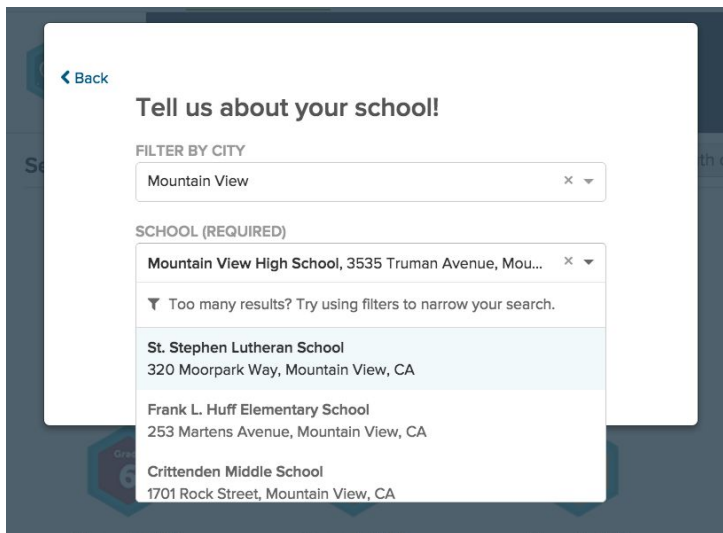 Back
Tell us about your school!
FILTER BY CITY
Mountain View
SCHOOL (REQUIRED)
Mountain View High School, 3535 Truman Avenue, Mou...
Too many results? Try using filters to narrow your search.
St. Stephen Lutheran School
320 Moorpark Way, Mountain View, CA
Frank L. Huff Elementary School
253 Martens Avenue, Mountain View, CA
Crittenden Middle School
1701 Rock Street, Mountain View, CA